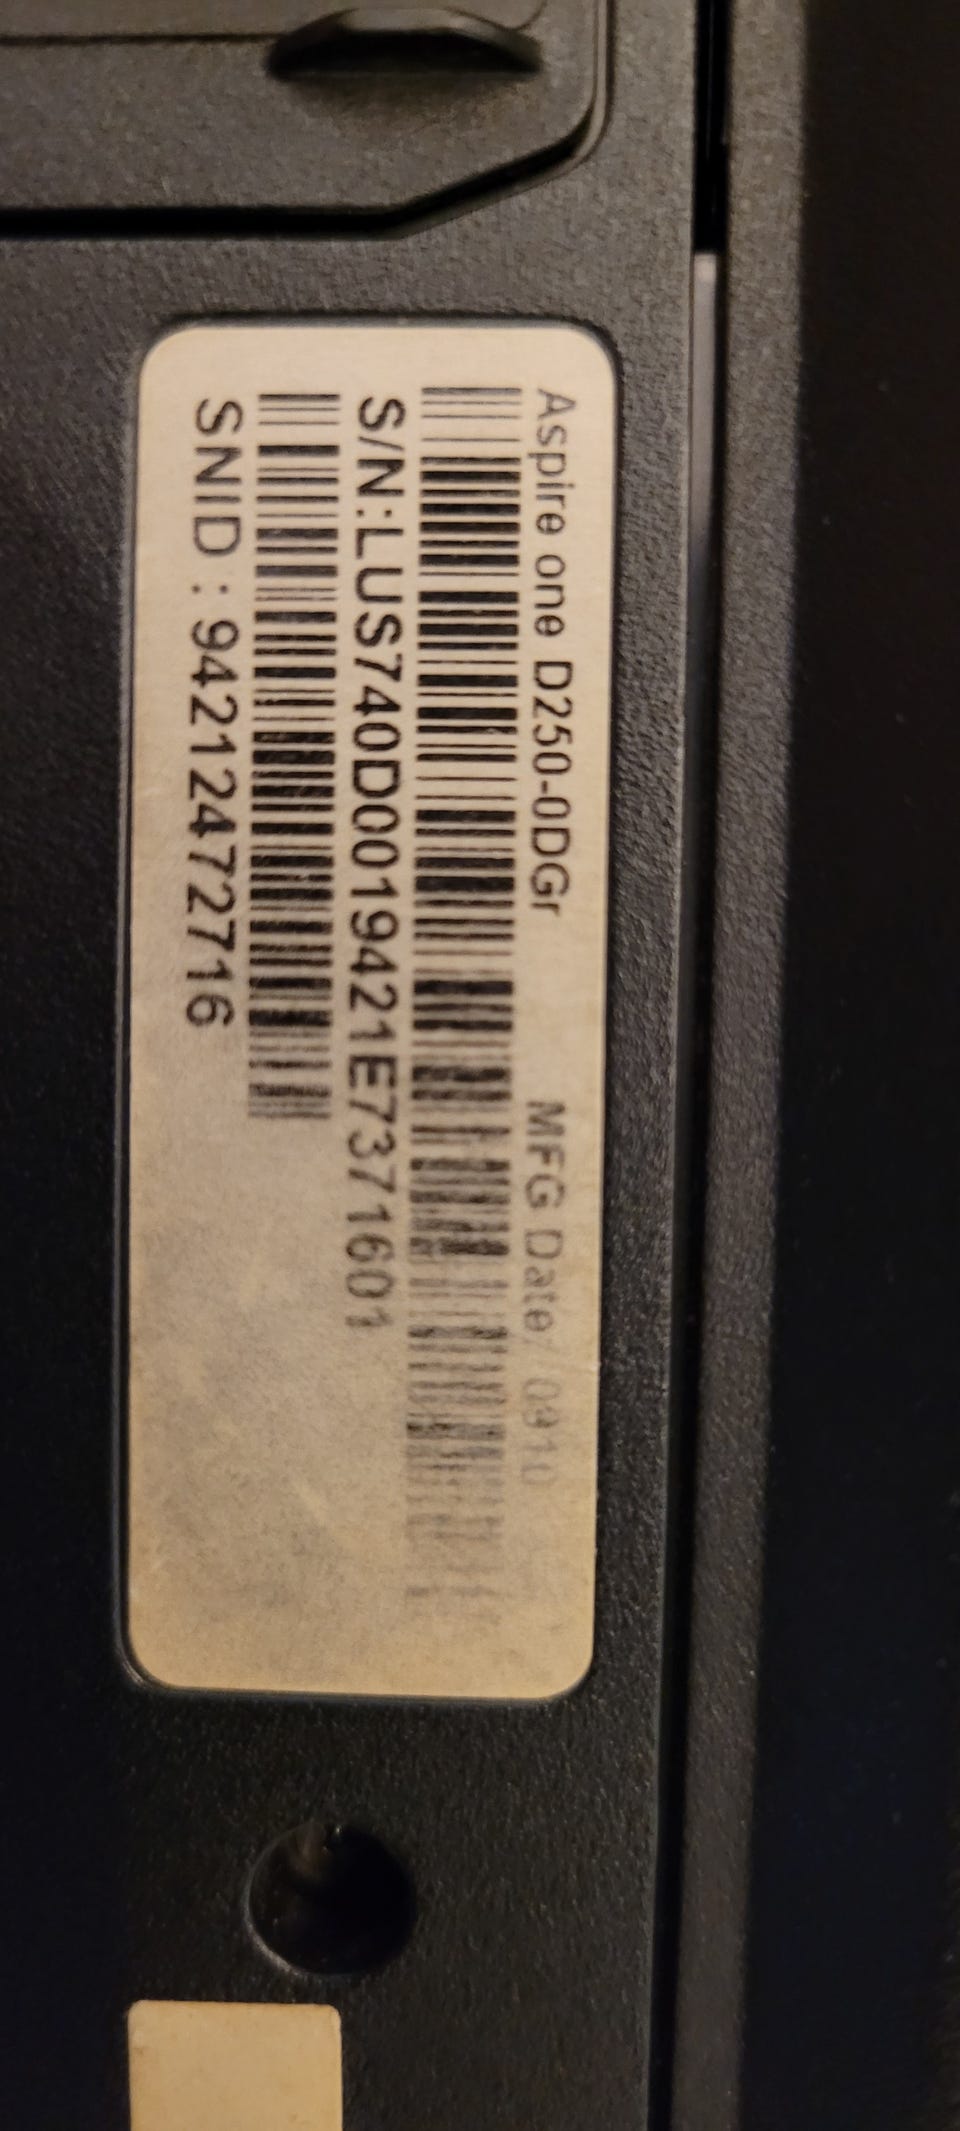 Aspire one D250-0DGr MFG Date: 0910
S/N:LUS740D0019421E7371601
SNID : 94212472716